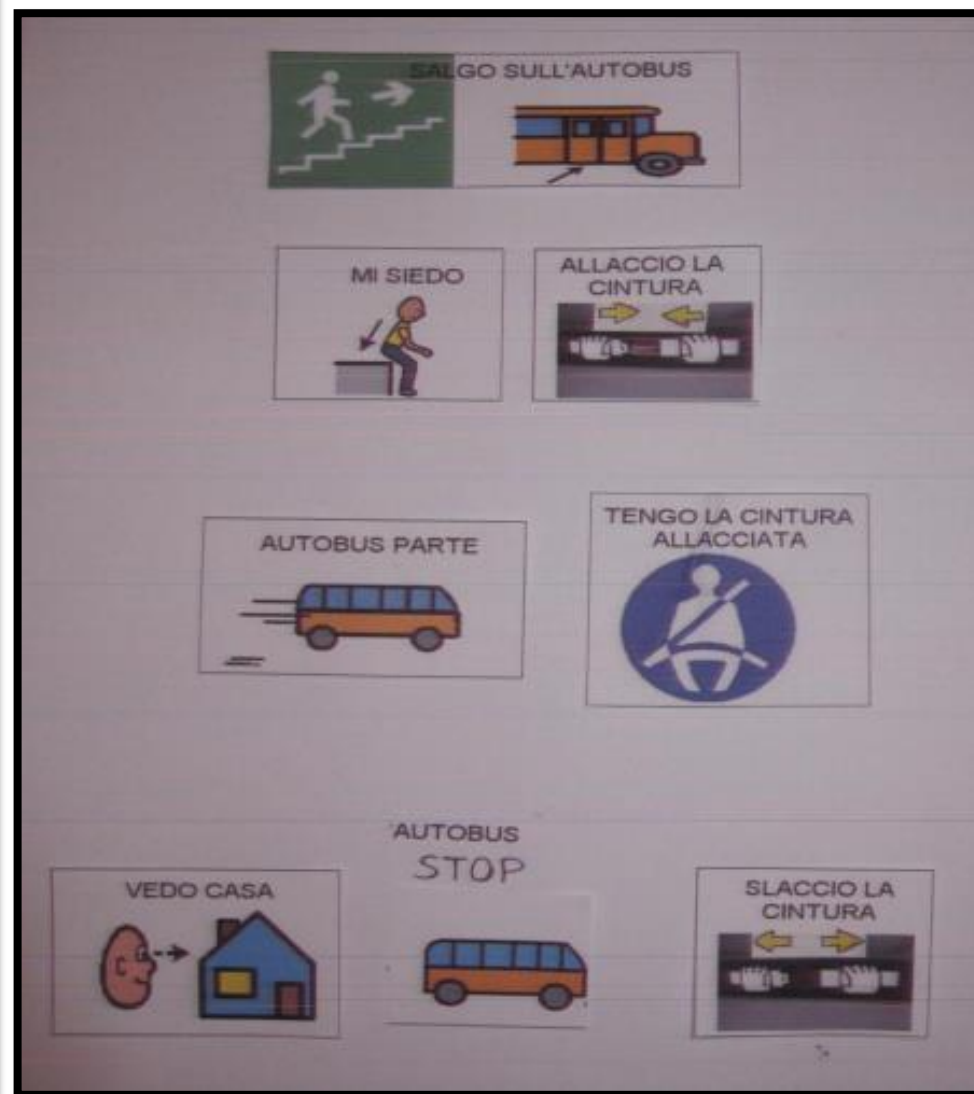 SALGO SULL'AUTOBUS
MI SIEDO
ALLACCIO LA
CINTURA
AUTOBUS PARTE
TENGO LA CINTURA
ALLACCIATA
VEDO CASA
AUTOBUS
STOP
SLACCIO LA
CINTURA